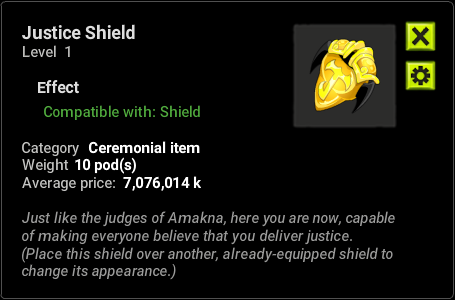 Justice Shield
Level 1
Effect
Compatible with: Shield
Category Ceremonial item
Weight 10 pod(s)
Average price: 7,076,014 k
Just like the judges of Amakna, here you are now, capable
of making everyone believe that you deliver justice.
(Place this shield over another, already-equipped shield to
change its appearance.)